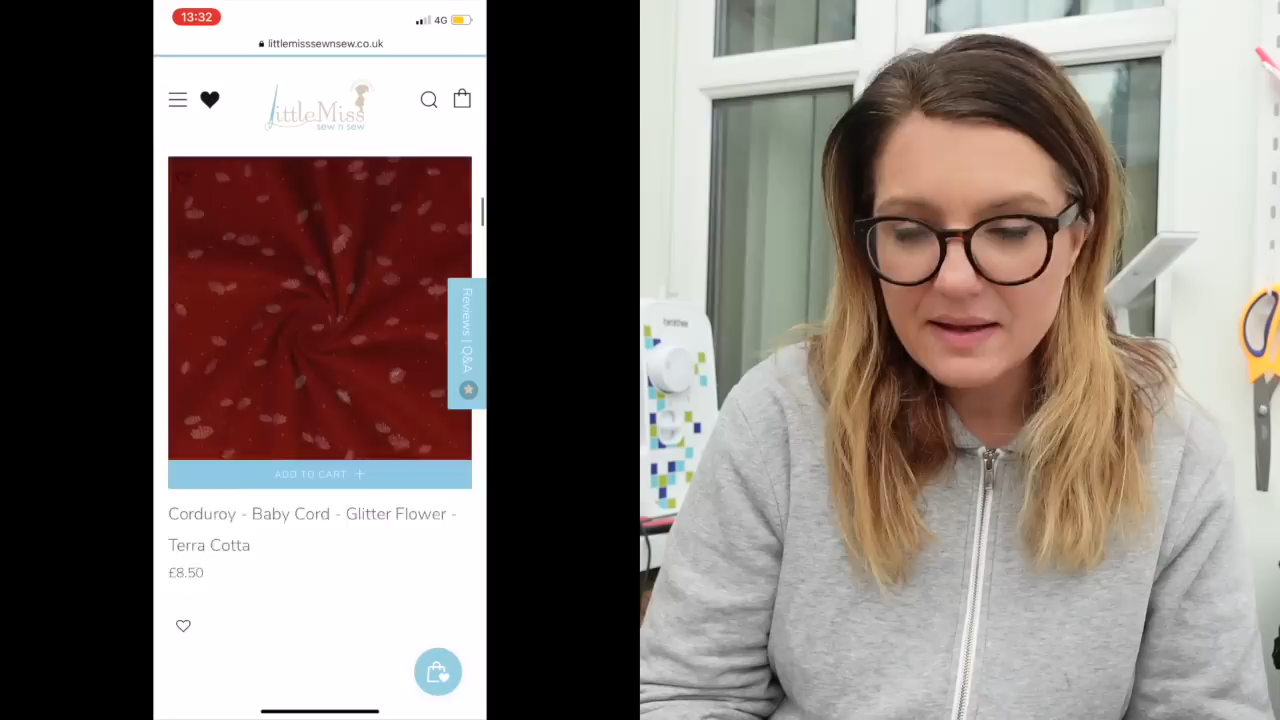 13:32
4G
littlemisssewnsew.co.uk
LittleMiss
sew n sew
Reviews | Q&A
ADD TO CART +
Corduroy - Baby Cord - Glitter Flower -
Terra Cotta
£8.50
brother